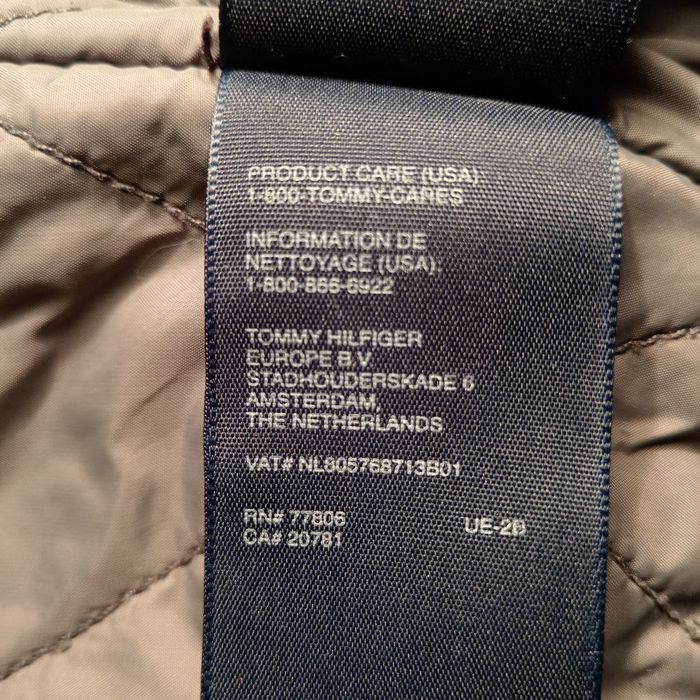 PRODUCT CARE (USA)
1-800-TOMMY-CARES
INFORMATION DE
NETTOYAGE (USA):
1-800-866-6922
TOMMY HILFIGER
EUROPE B.V
STADHOUDERSKADE 6
AMSTERDAM,
THE NETHERLANDS
VAT# NL805768713B01
RN# 77806 UE-2B
CA# 20781